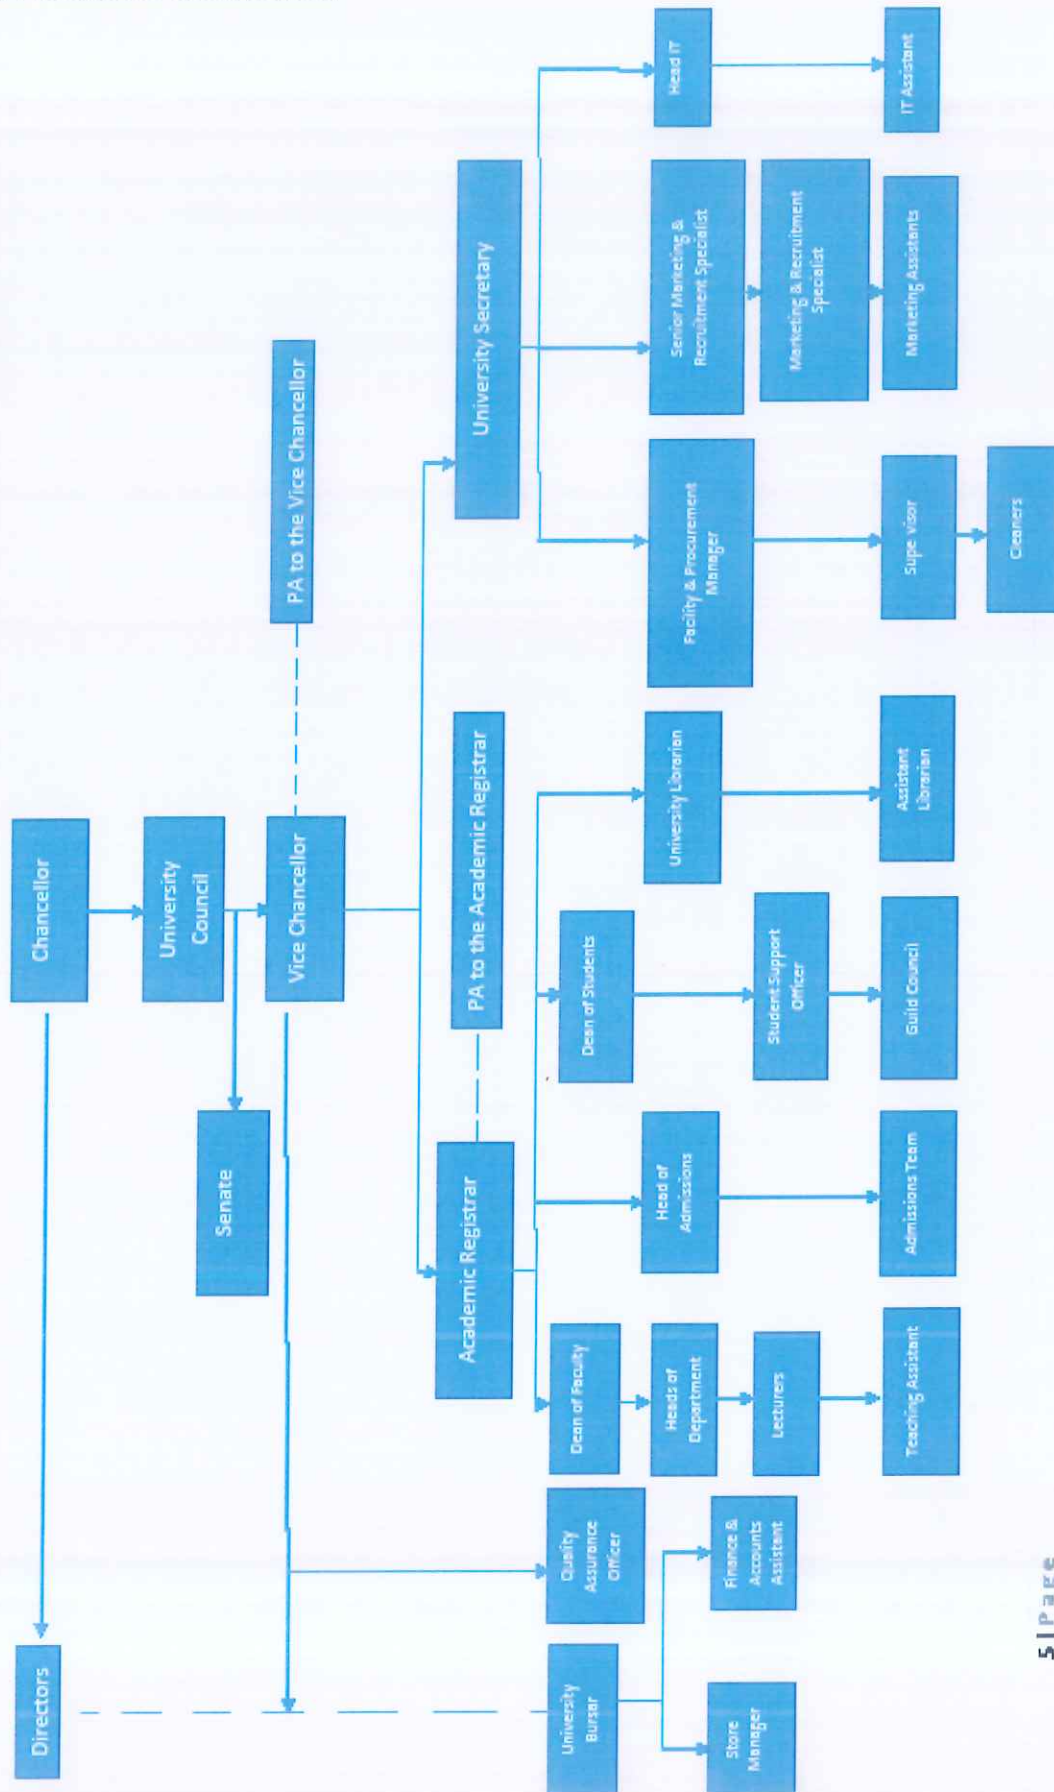 Directors
Chancellor
University
Council
Senate
Vice Chancellor
PA to the Vice Chancellor
Academic Registrar
PA to the Academic Registrar
University Secretary
University
Bursar
Quality
Assurance
Officer
Dean of Faculty
Dean of Students
Store
Manager
Finance &
Accounts
Assistant
Heads of
Department
Head of
Admissions
University Librarian
Facility & Procurement
Manager
Senior Marketing &
Recruitment Specialist
Head IT
Lecturers
Student Support
Officer
Marketing & Recruitment
Specialist
Teaching Assistant
Admissions Team
Guild Council
Assistant
Librarian
Supe visor
Marketing Assistants
IT Assistant
Cleaners
5 | Page